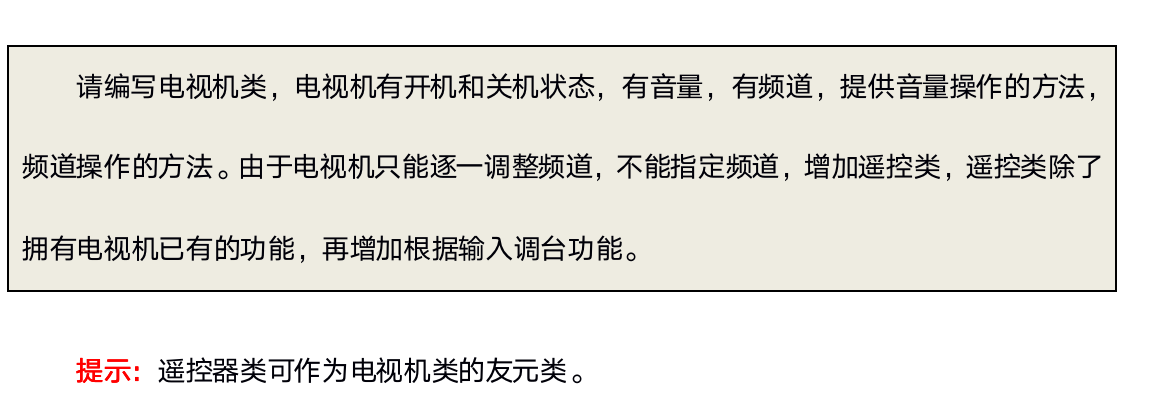 请编写电视机类，电视机有开机和关机状态，有音量，有频道，提供音量操作的方法，
频道操作的方法。由于电视机只能逐一调整频道，不能指定频道，增加遥控类，遥控类除了
拥有电视机已有的功能，再增加根据输入调台功能。
提示：遥控器类可作为电视机类的友元类。